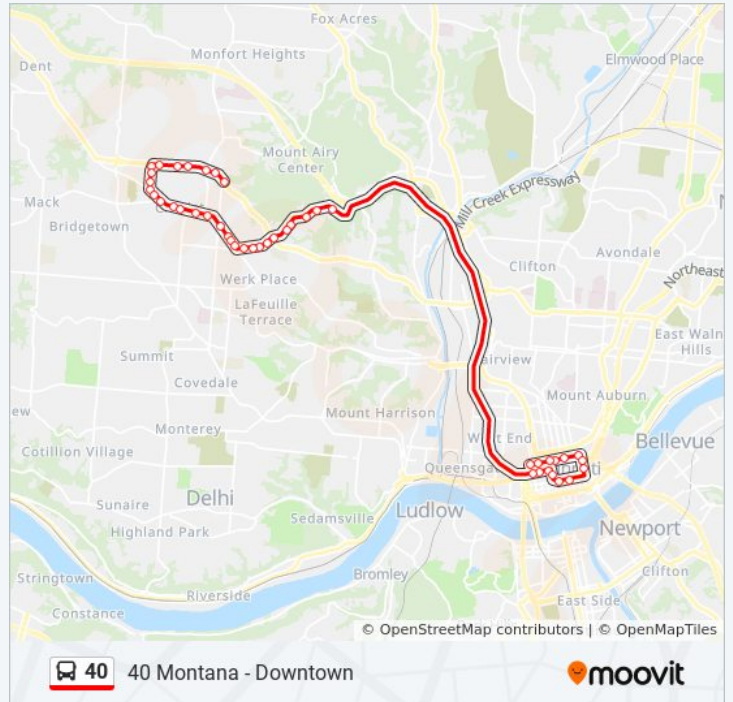 Fox Acres
Monfort Heights
Elmwood Place
Dent
Mount Airy
Center
Mill Creek Expressway
Mack
Bridgetown
Avondale
Clifton
Northeast
Werk Place
LaFeuille
Terrace
East Waln
Hills
Summit
Fairview
Covedale
Mount Auburn
ew
Mount Harrison
Monterey
West End
Bellevue
Cotillion Village
Queensga
Delhi
Sunaire
Sedamsville
Ludlow
Highland Park
Newport
Stringtown
Bromley
Clifton
Riverside
East Side
Constance
© OpenStreetMap contributors | © OpenMapTiles
40 40 Montana - Downtown
moovit